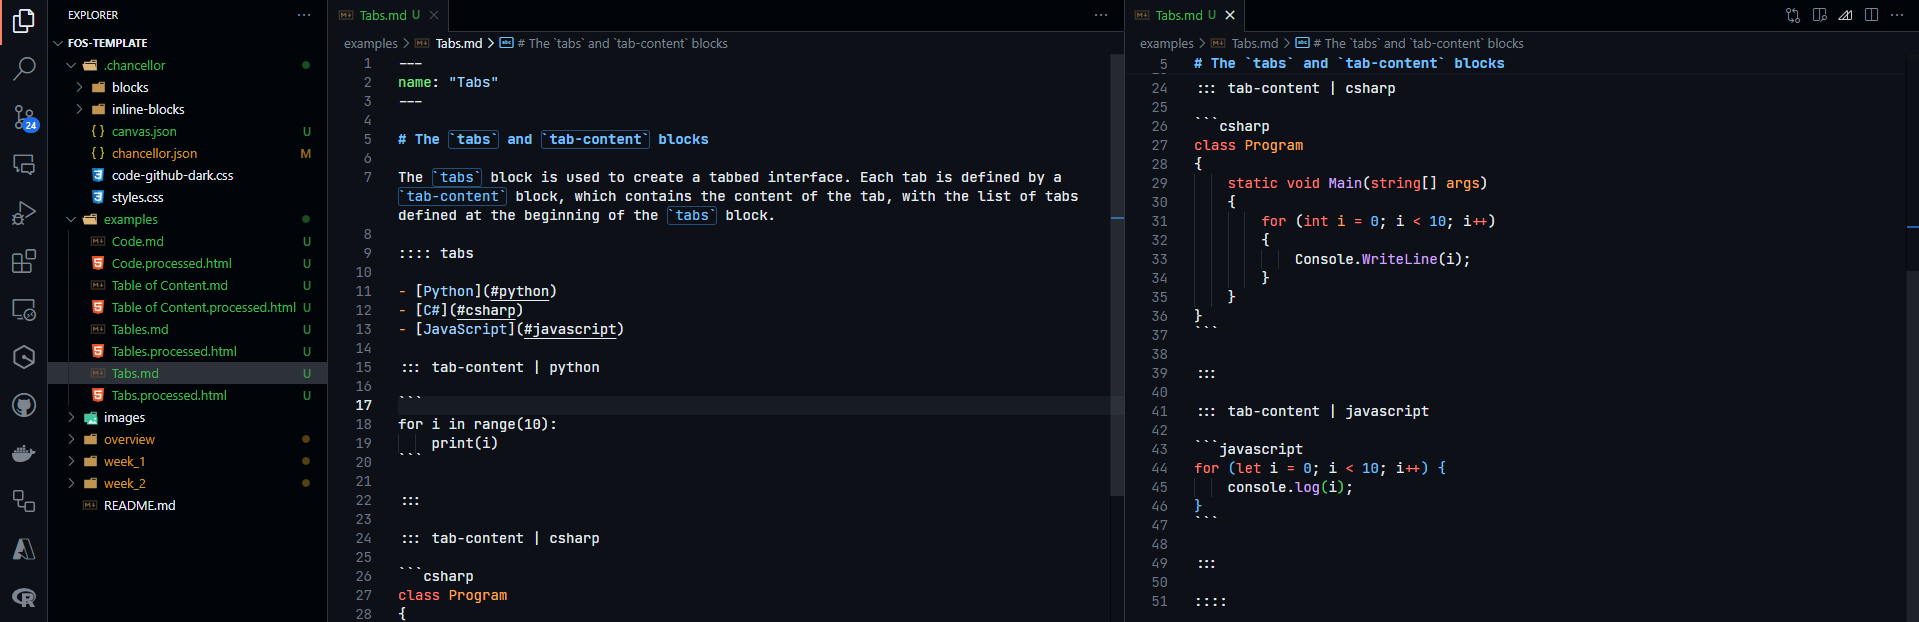 EXPLORER
FOS-TEMPLATE
.chancellor
blocks
inline-blocks
{} canvas.json U
{} chancellor.json M
code-github-dark.css
styles.css
examples
Code.md U
Code.processed.html U
Table of Content.md U
Table of Content.processed.html U
Tables.md U
Tables.processed.html U
Tabs.md U
Tabs.processed.html U
images
overview
week_1
week_2
README.md
24
Tabs.md U
examples > Tabs.md > # The `tabs` and `tab-content` blocks
1 ---
2 name: "Tabs"
3 ---
4
5 # The `tabs` and `tab-content` blocks
6
7 The `tabs` block is used to create a tabbed interface. Each tab is defined by a
`tab-content` block, which contains the content of the tab, with the list of tabs
defined at the beginning of the `tabs` block.
8
9 :::: tabs
10
11 - [Python](#python)
12 - [C#](#csharp)
13 - [JavaScript](#javascript)
14
15 ::: tab-content | python
16
17 ```
18 for i in range(10):
19 print(i)
20 ```
21
22 :::
23
24 ::: tab-content | csharp
25
26 ```csharp
27 class Program
28 {
Tabs.md U
examples > Tabs.md > # The `tabs` and `tab-content` blocks
5 # The `tabs` and `tab-content` blocks
24 ::: tab-content | csharp
25
26 ```csharp
27 class Program
28 {
29 static void Main(string[] args)
30 {
31 for (int i = 0; i < 10; i++)
32 {
33 Console.WriteLine(i);
34 }
35 }
36 }
37 ```
38
39 :::
40
41 ::: tab-content | javascript
42
43 ```javascript
44 for (let i = 0; i < 10; i++) {
45 console.log(i);
46 }
47 ```
48
49 :::
50
51 ::::